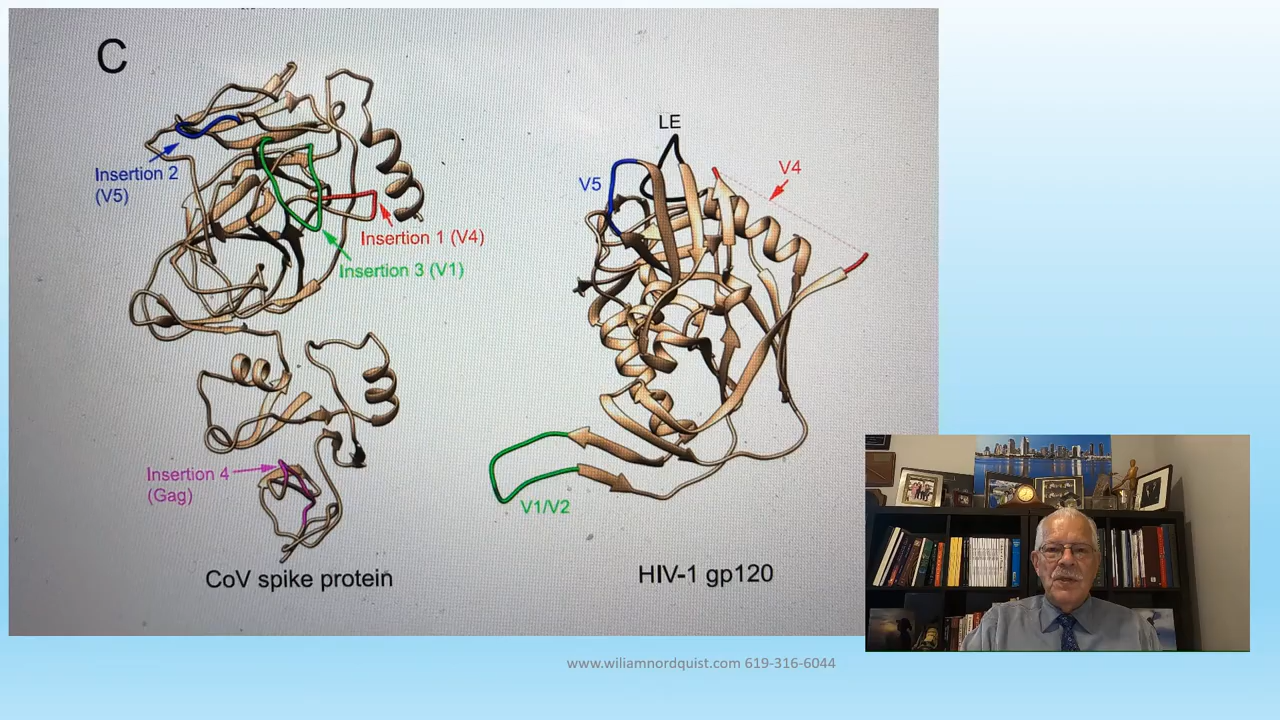 C
Insertion 2
(V5)
Insertion 1 (V4)
Insertion 3 (V1)
Insertion 4
(Gag)
CoV spike protein
LE
V5
V4
V1/V2
HIV-1 gp120
www.wiliamnordquist.com 619-316-6044